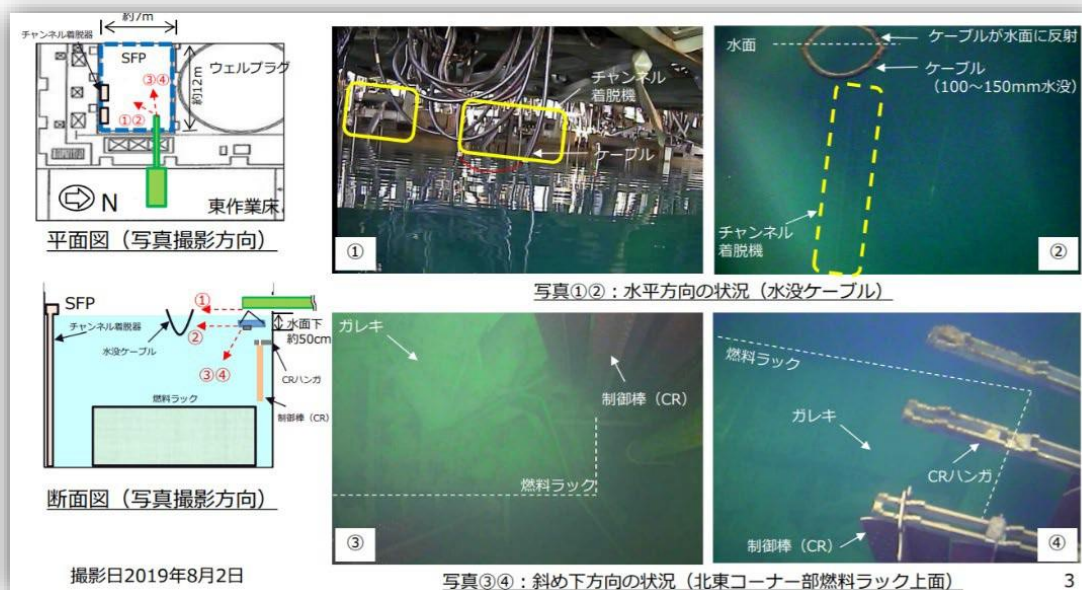 約7m
チャンネル着脱器
SFP
ウェルプラグ
約12m
③④
①②
N
東作業床
平面図（写真撮影方向）
チャンネル
着脱機
ケーブル
①
水面
ケーブルが水面に反射
ケーブル
（100～150mm水没）
チャンネル
着脱機
②
写真①②：水平方向の状況（水没ケーブル）
SFP
チャンネル着脱器
水没ケーブル
①
②
③④
水面下
約50cm
CRハンガ
燃料ラック
制御棒（CR）
断面図（写真撮影方向）
ガレキ
制御棒（CR）
燃料ラック
③
燃料ラック
ガレキ
CRハンガ
制御棒（CR）
④
撮影日2019年8月2日
写真③④：斜め下方向の状況（北東コーナー部燃料ラック上面）
3